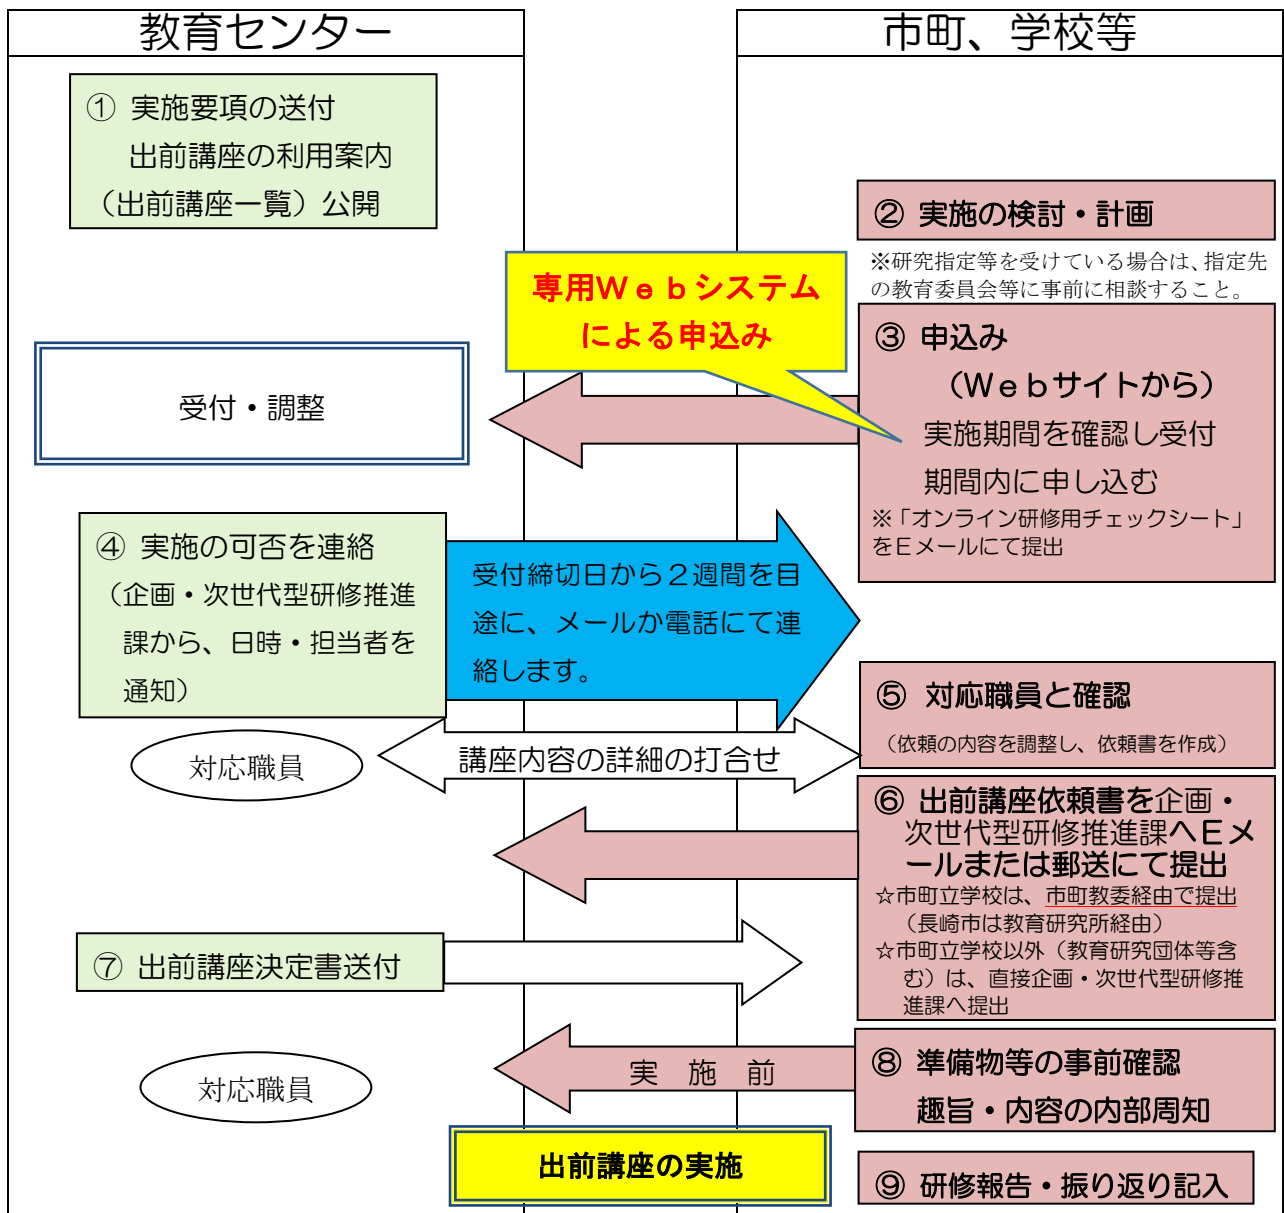 教育センター
市町、学校等
① 実施要項の送付
出前講座の利用案内
（出前講座一覧）公開
② 実施の検討・計画
※研究指定等を受けている場合は、指定先
の教育委員会等に事前に相談すること。
専用Ｗｅｂシステム
による申込み
③ 申込み
（Ｗｅｂサイトから）
実施期間を確認し受付
期間内に申し込む
※「オンライン研修用チェックシート」
をＥメールにて提出
受付・調整
④ 実施の可否を連絡
（企画・次世代型研修推進
課から、日時・担当者を
通知）
受付締切日から２週間を目
途に、メールか電話にて連
絡します。
⑤ 対応職員と確認
（依頼の内容を調整し、依頼書を作成）
対応職員
講座内容の詳細の打合せ
⑥ 出前講座依頼書を企画・
次世代型研修推進課へＥメ
ールまたは郵送にて提出
☆市町立学校は、市町教委経由で提出
（長崎市は教育研究所経由）
☆市町立学校以外（教育研究団体等含
む）は、直接企画・次世代型研修推
進課へ提出
⑦ 出前講座決定書送付
⑧ 準備物等の事前確認
趣旨・内容の内部周知
実 施 前
対応職員
出前講座の実施
⑨ 研修報告・振り返り記入